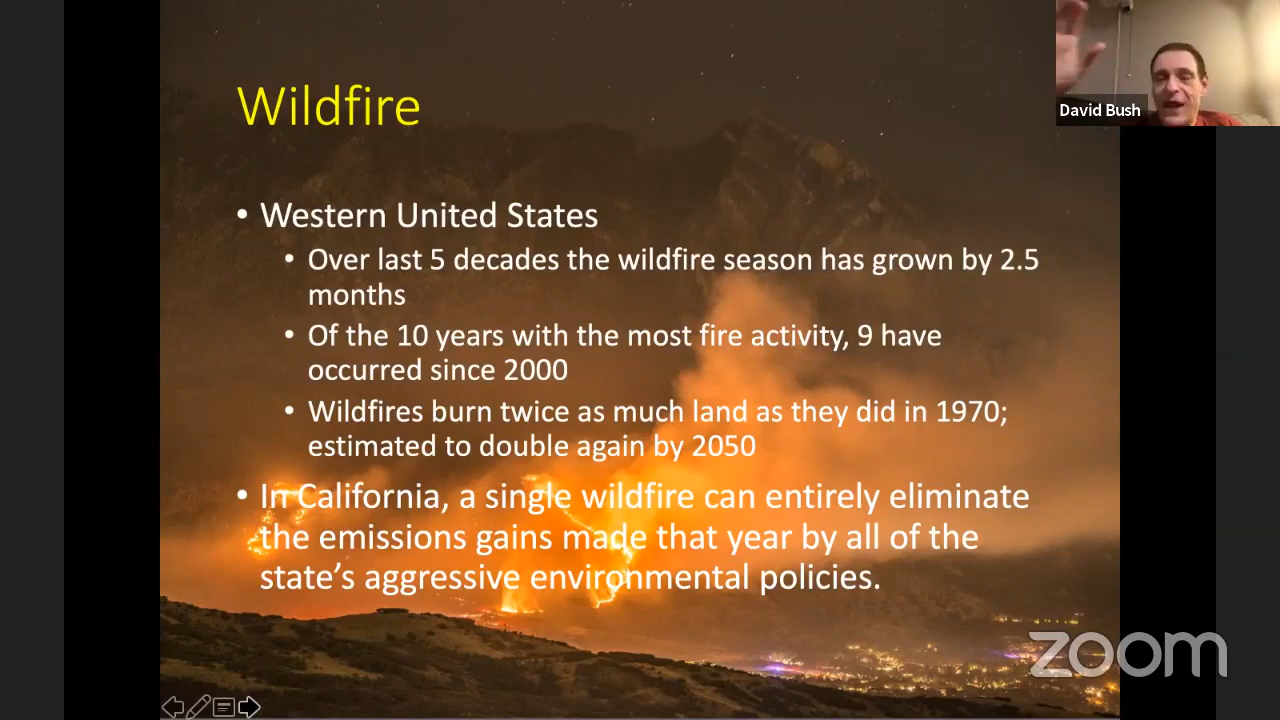 Wildfire
David Bush
• Western United States
• Over last 5 decades the wildfire season has grown by 2.5
months
• Of the 10 years with the most fire activity, 9 have
occurred since 2000
• Wildfires burn twice as much land as they did in 1970;
estimated to double again by 2050
• In California, a single wildfire can entirely eliminate
the emissions gains made that year by all of the
state’s aggressive environmental policies.
zoom